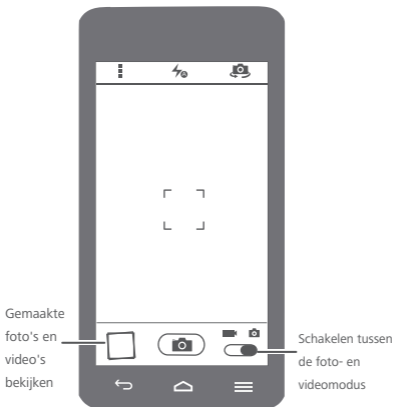 Gemaakte
foto's en
video's
bekijken
Schakelen tussen
de foto- en
videomodus